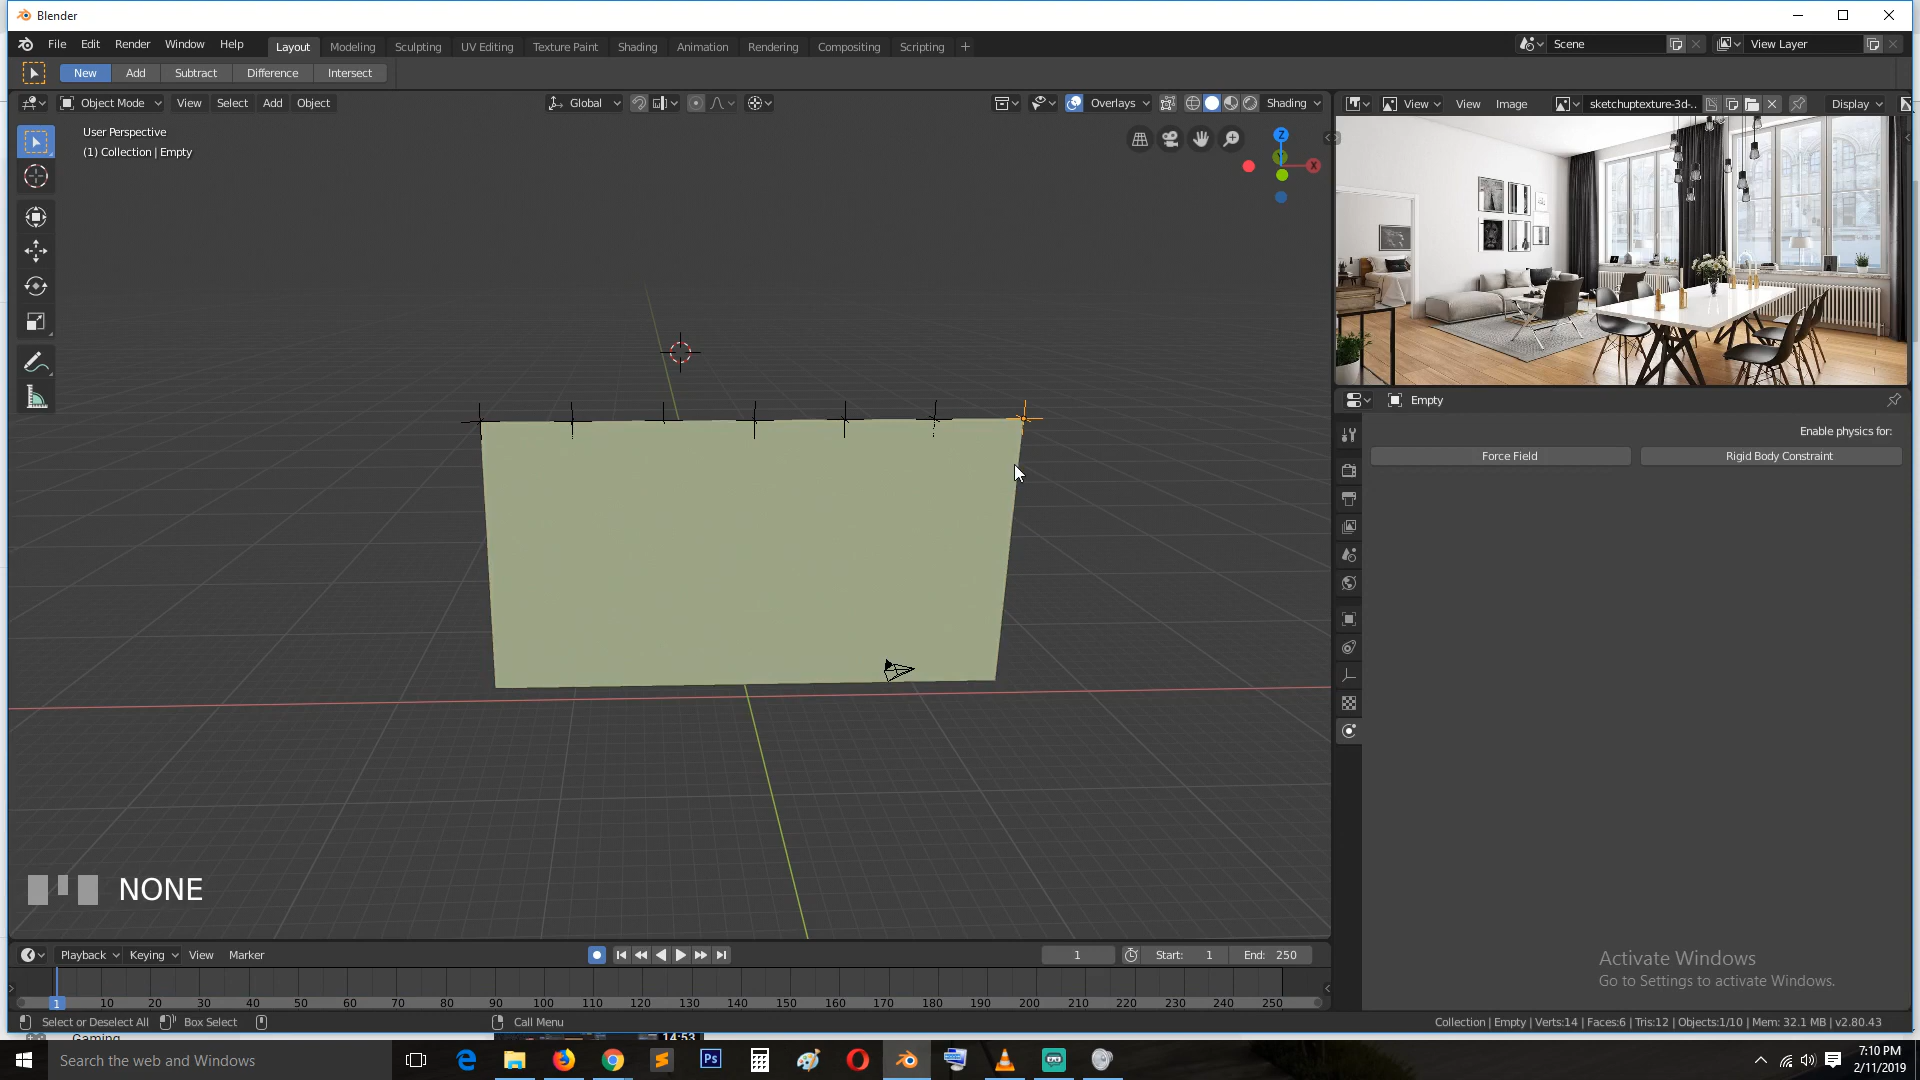 Blender
File Edit Render Window Help Layout Modeling Sculpting UV Editing Texture Paint Shading Animation Rendering Compositing Scripting + Scene View Layer
New Add Subtract Difference Intersect
Object Mode View Select Add Object Global Overlays Shading View View Image sketchuptexture-3d-.. Display
User Perspective
(1) Collection | Empty
Z
Y
X
Empty
Enable physics for:
Force Field Rigid Body Constraint
NONE
Playback Keying View Marker 1 Start: 1 End: 250
1 10 20 30 40 50 60 70 80 90 100 110 120 130 140 150 160 170 180 190 200 210 220 230 240 250
Select or Deselect All Box Select Call Menu Collection | Empty | Verts:14 | Faces:6 | Tris:12 | Objects:1/10 | Mem: 32.1 MB | v2.80.43
Activate Windows
Go to Settings to activate Windows.
Gaming 14:53
Search the web and Windows
Ps
7:10 PM
2/11/2019